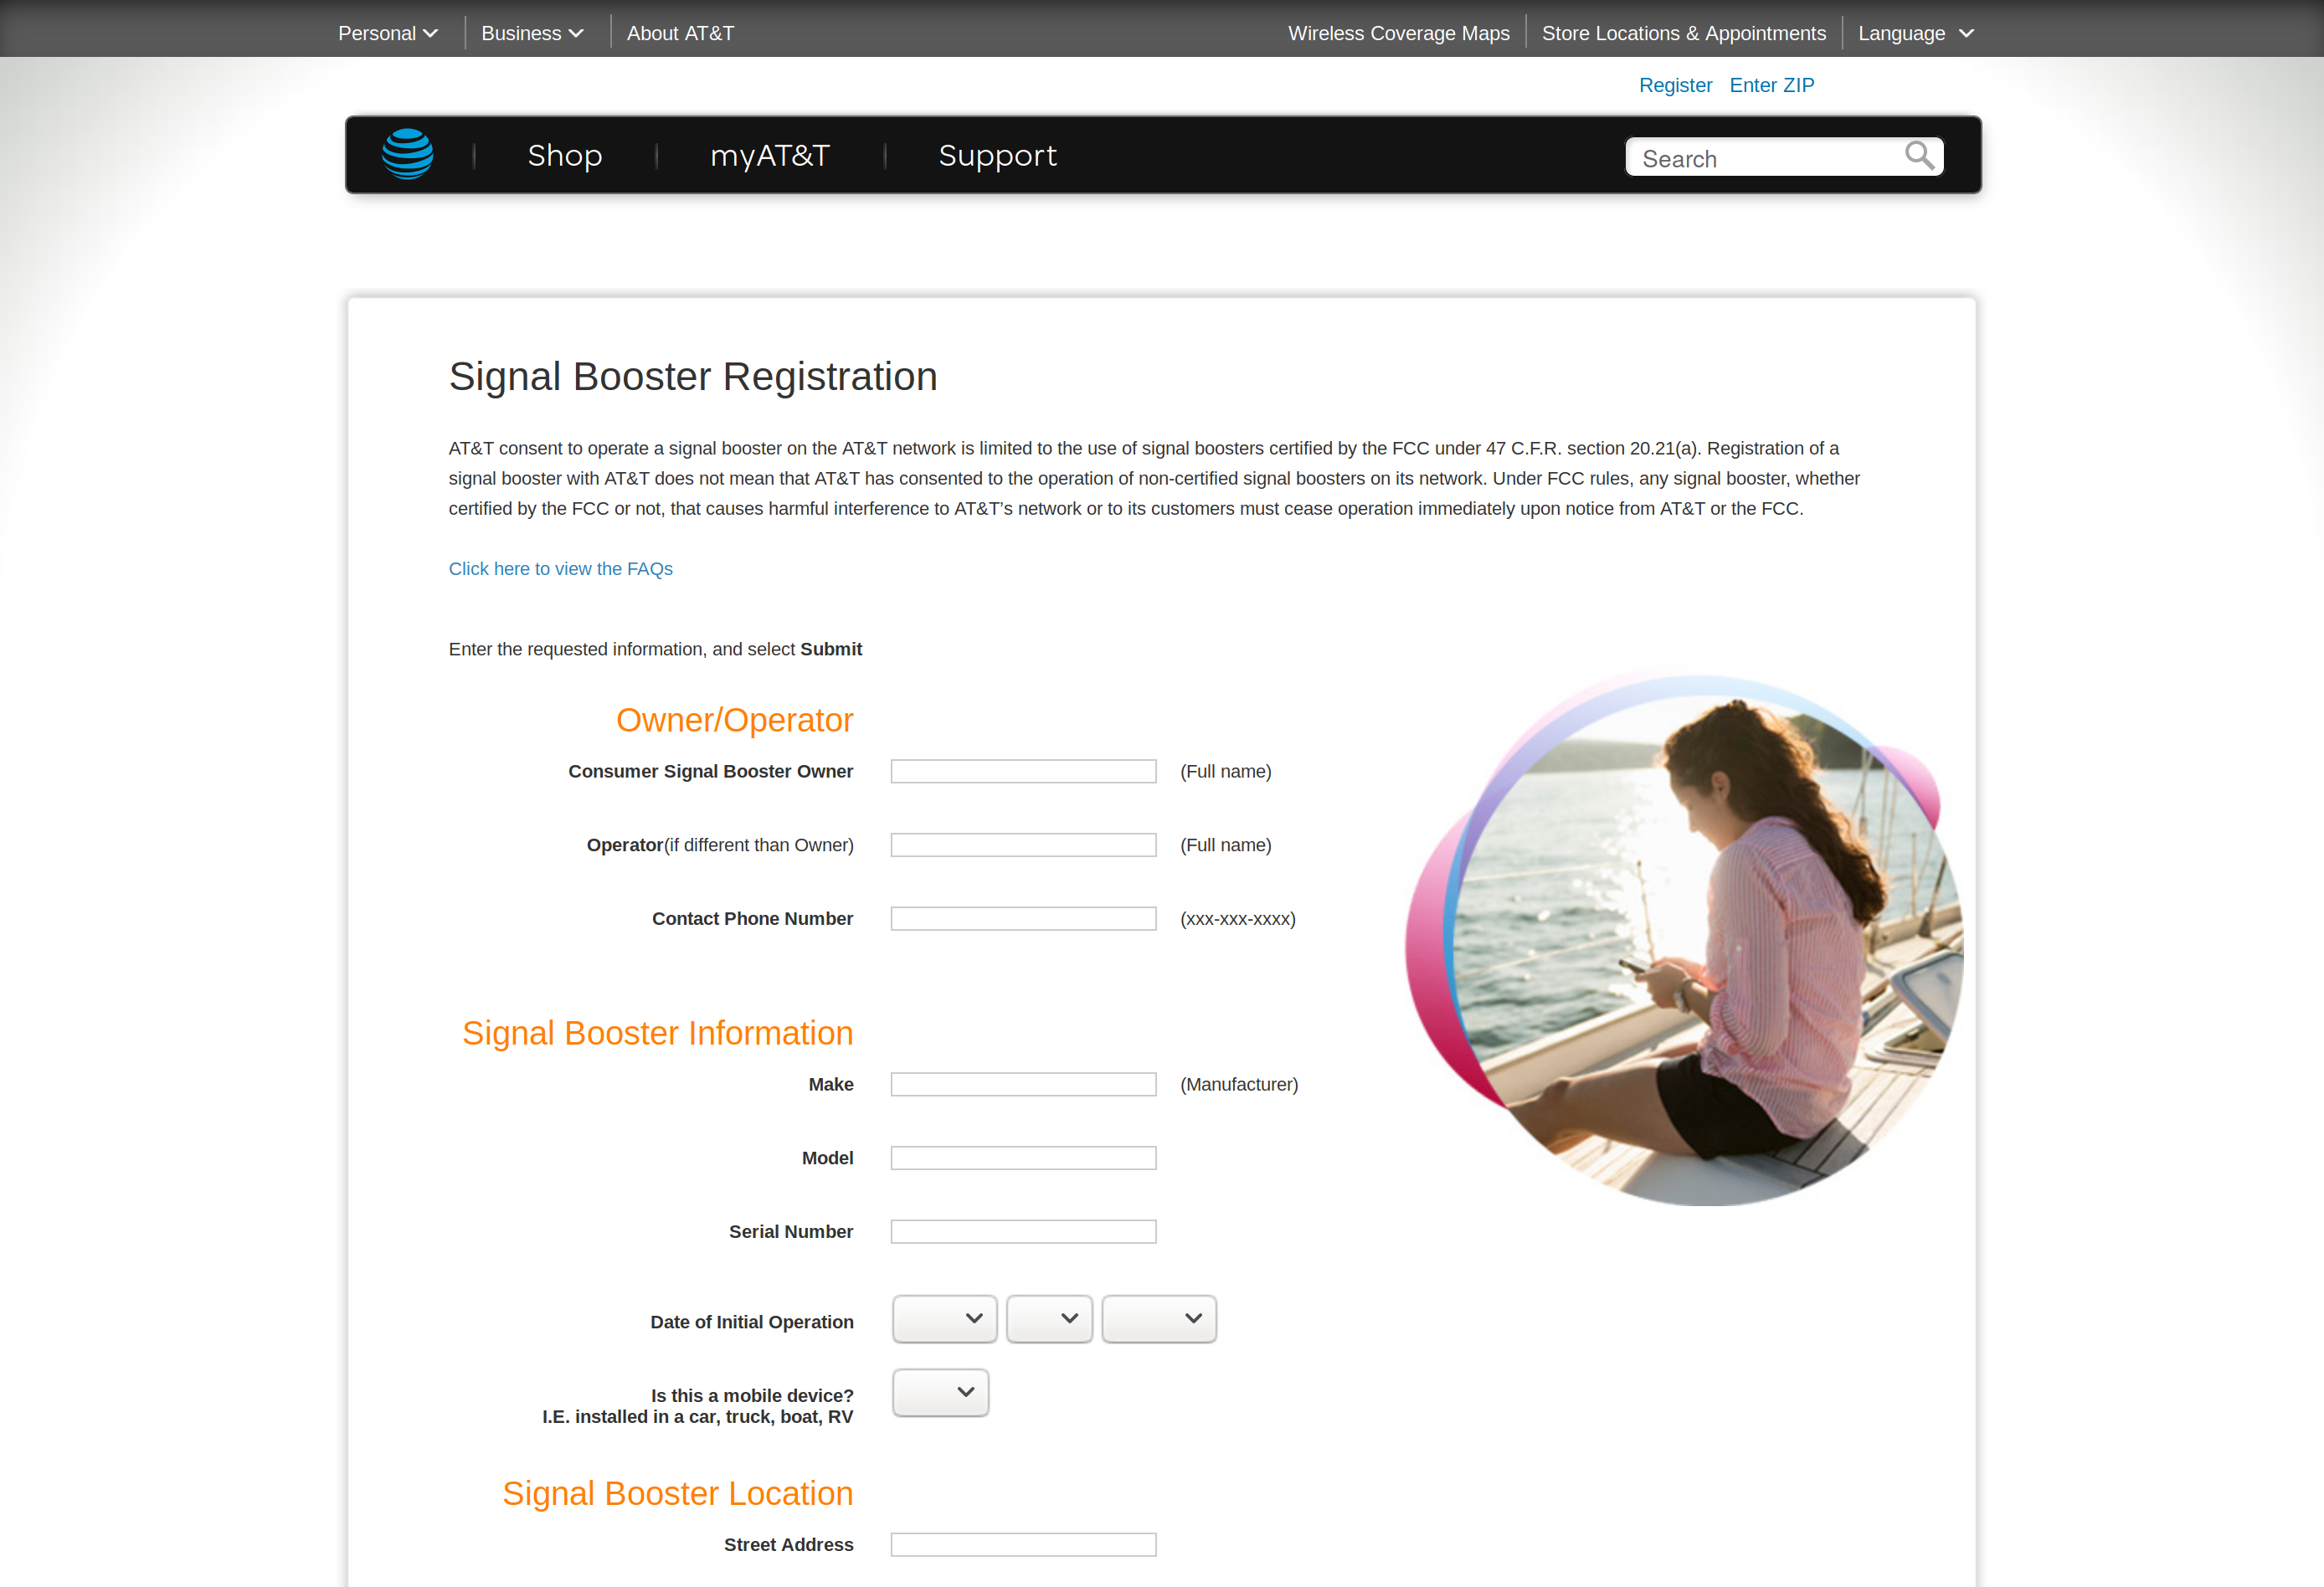 Personal
Business
About AT&T
Wireless Coverage Maps
Store Locations & Appointments
Language
Register Enter ZIP
Shop
myAT&T
Support
Search
Signal Booster Registration
AT&T consent to operate a signal booster on the AT&T network is limited to the use of signal boosters certified by the FCC under 47 C.F.R. section 20.21(a). Registration of a
signal booster with AT&T does not mean that AT&T has consented to the operation of non-certified signal boosters on its network. Under FCC rules, any signal booster, whether
certified by the FCC or not, that causes harmful interference to AT&T's network or to its customers must cease operation immediately upon notice from AT&T or the FCC.
Click here to view the FAQs
Enter the requested information, and select Submit
Owner/Operator
Consumer Signal Booster Owner (Full name)
Operator(if different than Owner) (Full name)
Contact Phone Number (xxx-xxx-xxxx)
Signal Booster Information
Make (Manufacturer)
Model
Serial Number
Date of Initial Operation
Is this a mobile device?
I.E. installed in a car, truck, boat, RV
Signal Booster Location
Street Address